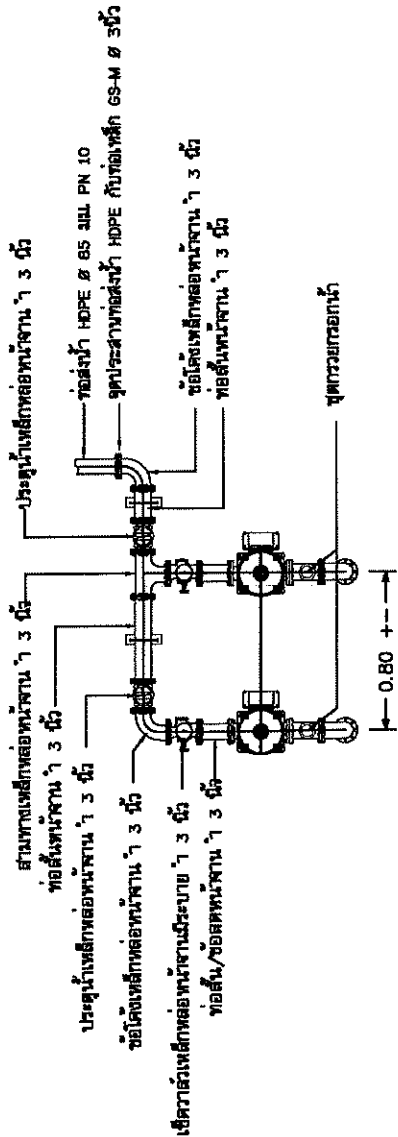 สามทางเหล็กหล่อหน้าจาน ๆ 3 นิ้ว
ท่อสั้นหน้าจาน ๆ 3 นิ้ว
ประตูน้ำเหล็กหล่อหน้าจาน ๆ 3 นิ้ว
ข้อโค้งเหล็กหล่อหน้าจาน ๆ 3 นิ้ว
เช็ควาล์วเหล็กหล่อหน้าจานมีระบาย ๆ 3 นิ้ว
ท่อสั้น/ข้อลดหน้าจาน ๆ 3 นิ้ว
ประตูน้ำเหล็กหล่อหน้าจาน ๆ 3 นิ้ว
ท่อส่งน้ำ HDPE Ø 85 มม. PN 10
จุดประสานท่อส่งน้ำ HDPE กับท่อเหล็ก GS-M Ø 3นิ้ว
ข้อโค้งเหล็กหล่อหน้าจาน ๆ 3 นิ้ว
ท่อสั้นหน้าจาน ๆ 3 นิ้ว
ชุดกรวยกรอกน้ำ
0.80 +--